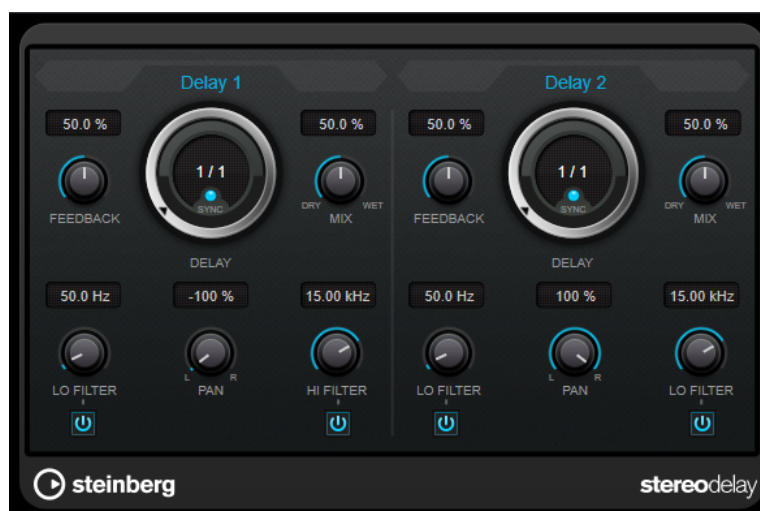 Delay 1
Delay 2
50.0 %
50.0 %
50.0 %
50.0 %
1 / 1
1 / 1
SYNC
SYNC
DRY
WET
DRY
WET
FEEDBACK
MIX
FEEDBACK
MIX
DELAY
DELAY
50.0 Hz
-100 %
15.00 kHz
50.0 Hz
100 %
15.00 kHz
L
R
L
R
LO FILTER
PAN
HI FILTER
LO FILTER
PAN
LO FILTER
steinberg
stereodelay